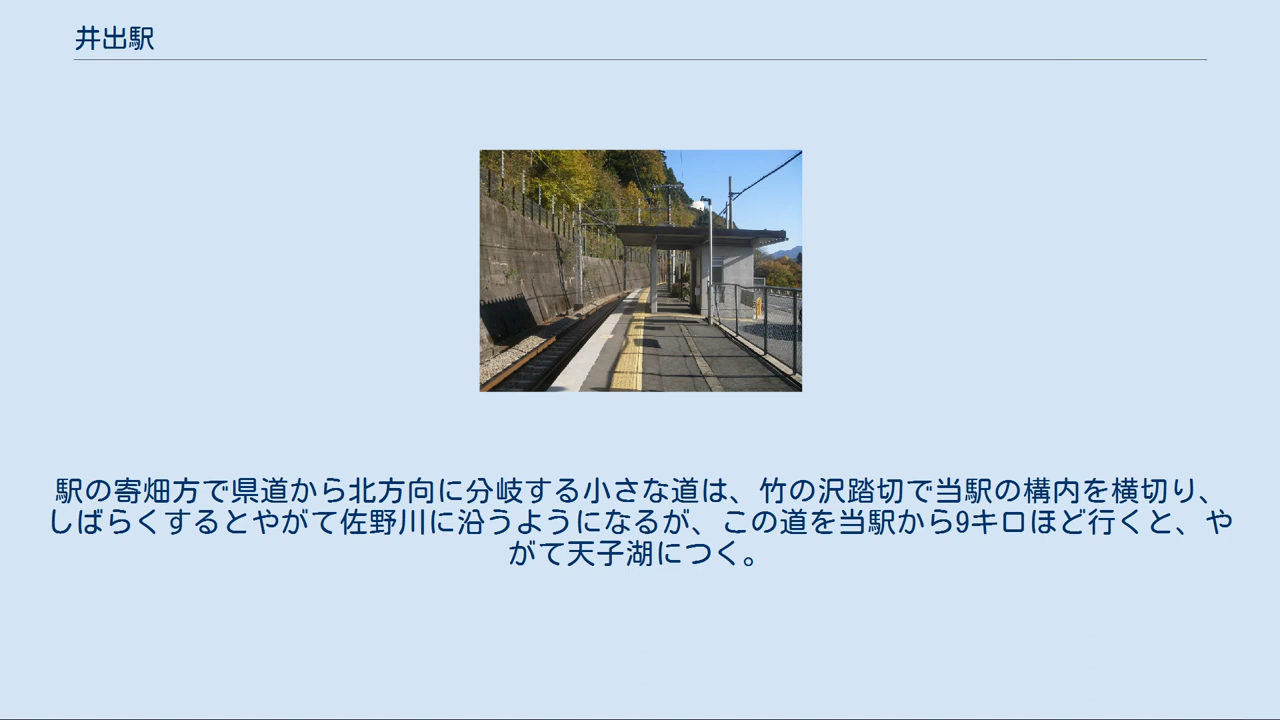 井出駅
駅の寄畑方で県道から北方向に分岐する小さな道は、竹の沢踏切で当駅の構内を横切り、
しばらくするとやがて佐野川に沿うようになるが、この道を当駅から9キロほど行くと、や
がて天子湖につく。